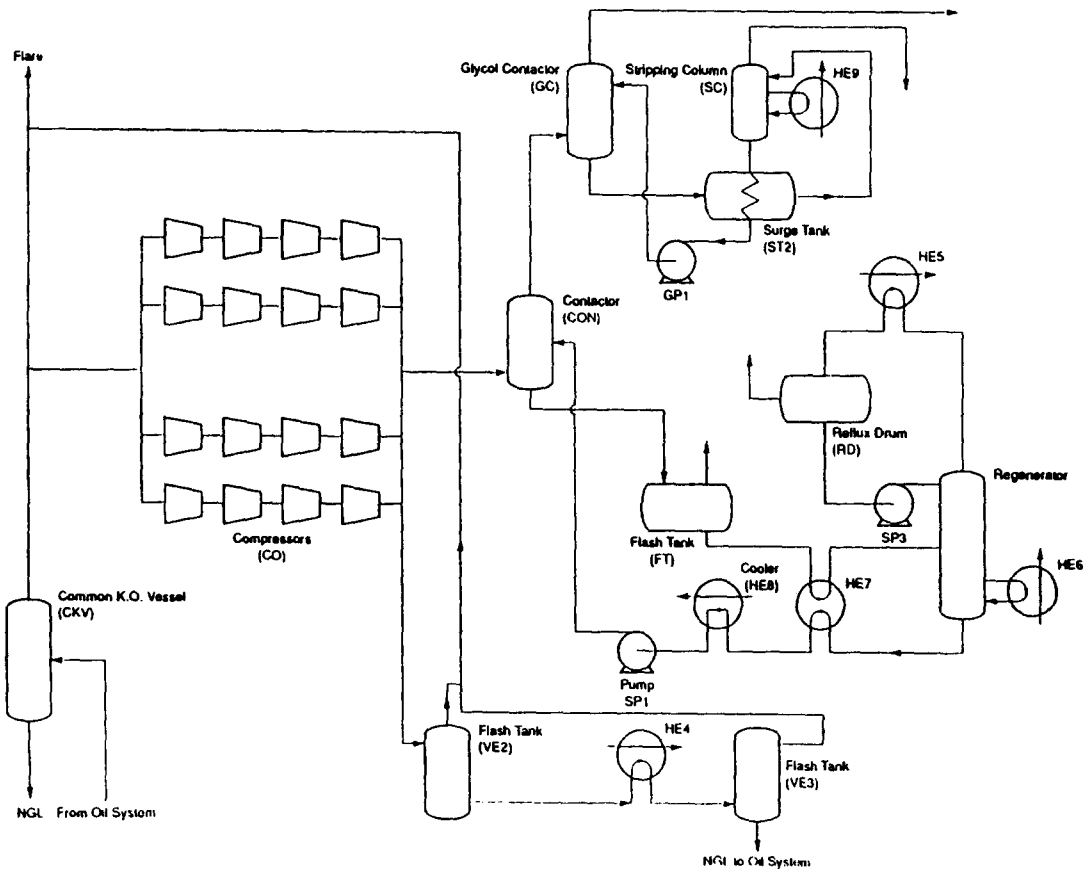 Flare
Glycol Contactor
(GC)
Stripping Column
(SC)
HE9
Surge Tank
(ST2)
GP1
HE5
Contactor
(CON)
Reflux Drum
(RD)
Regenerator
SP3
Compressors
(CO)
Flash Tank
(FT)
Cooler
(HE8)
HE7
HE6
Common K.O. Vessel
(CKV)
Pump
SP1
Flash Tank
(VE2)
HE4
Flash Tank
(VE3)
NGL
From Oil System
NGL to Oil System